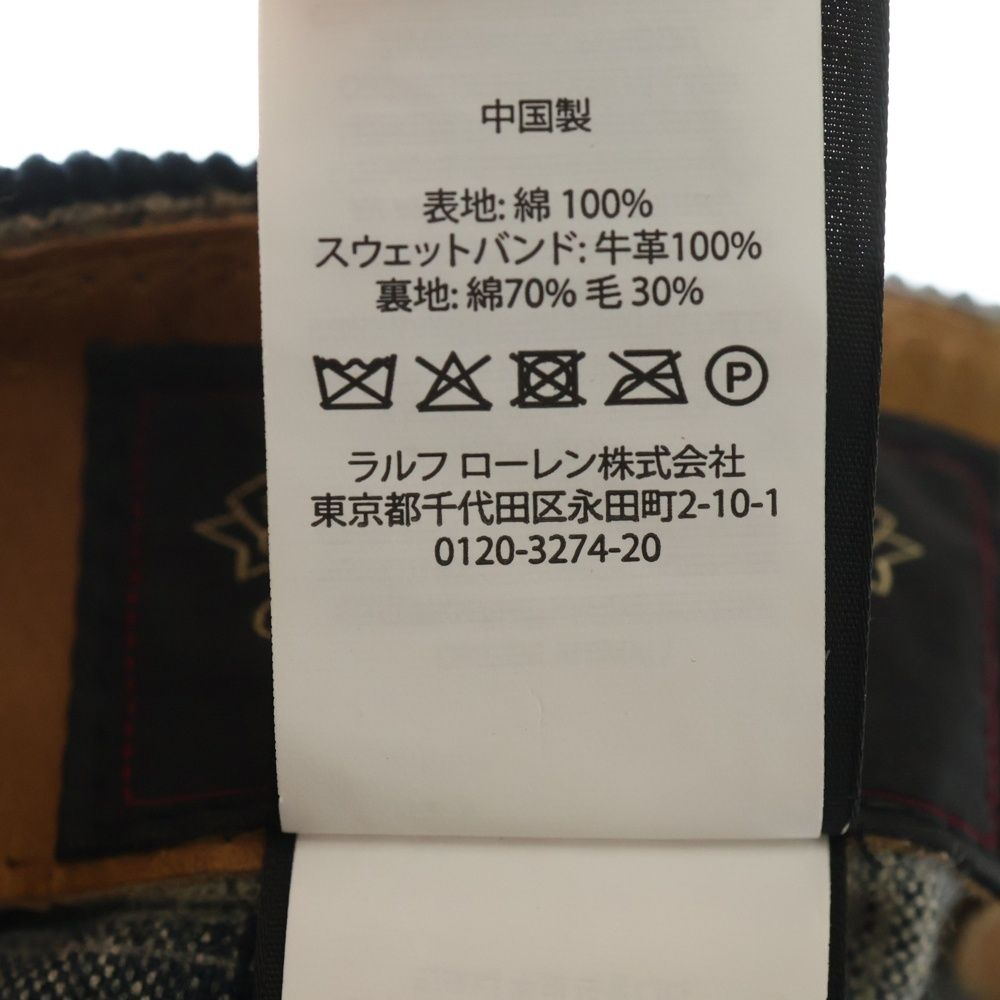 中国製
表地: 綿 100%
スウェットバンド: 牛革100%
裏地: 綿70% 毛 30%
P
ラルフ ローレン株式会社
東京都千代田区永田町2-10-1
0120-3274-20